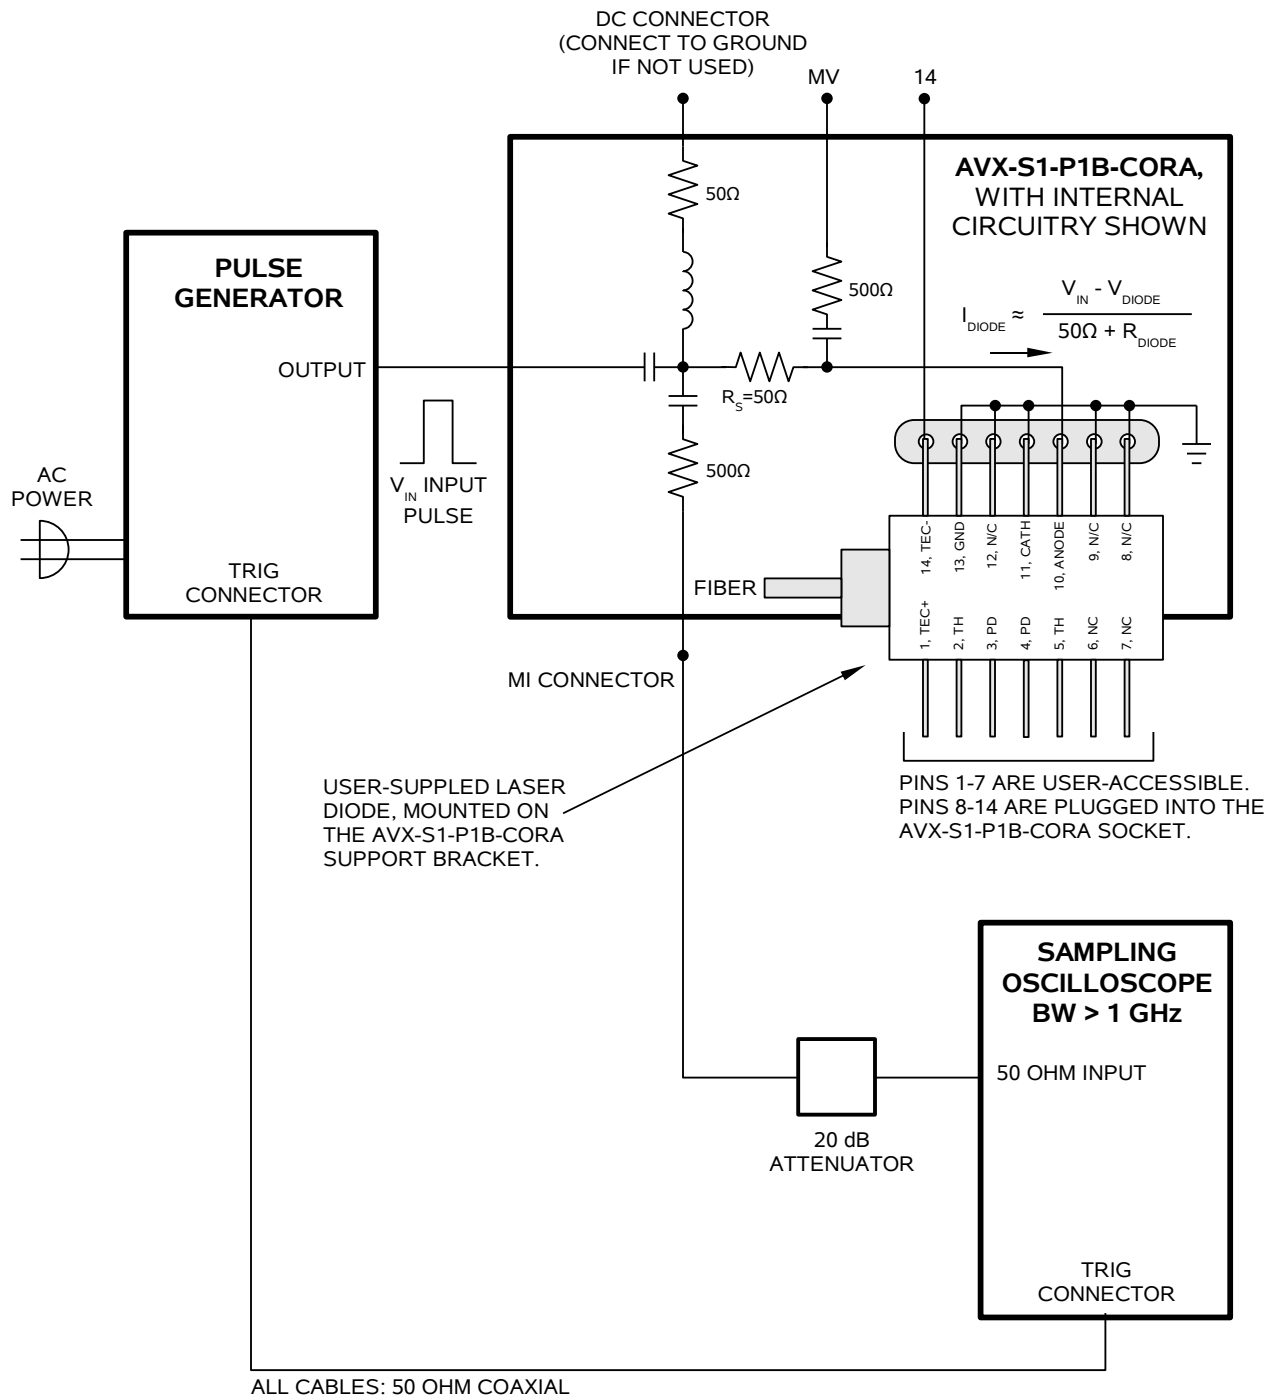 DC CONNECTOR
(CONNECT TO GROUND
IF NOT USED)
MV
14
AVX-S1-P1B-CORA,
WITH INTERNAL
CIRCUITRY SHOWN
50Ω
PULSE
GENERATOR
500Ω
I_DIODE ≈ V_IN - V_DIODE
50Ω + R_DIODE
OUTPUT
R_S=50Ω
500Ω
V_IN INPUT
PULSE
AC
POWER
TRIG
CONNECTOR
14, TEC-
13, GND
12, N/C
11, CATH
10, ANODE
9, N/C
8, N/C
FIBER
1, TEC+
2, TH
3, PD
4, PD
5, TH
6, NC
7, NC
MI CONNECTOR
USER-SUPPLED LASER
DIODE, MOUNTED ON
THE AVX-S1-P1B-CORA
SUPPORT BRACKET.
PINS 1-7 ARE USER-ACCESSIBLE.
PINS 8-14 ARE PLUGGED INTO THE
AVX-S1-P1B-CORA SOCKET.
SAMPLING
OSCILLOSCOPE
BW > 1 GHz
50 OHM INPUT
20 dB
ATTENUATOR
TRIG
CONNECTOR
ALL CABLES: 50 OHM COAXIAL